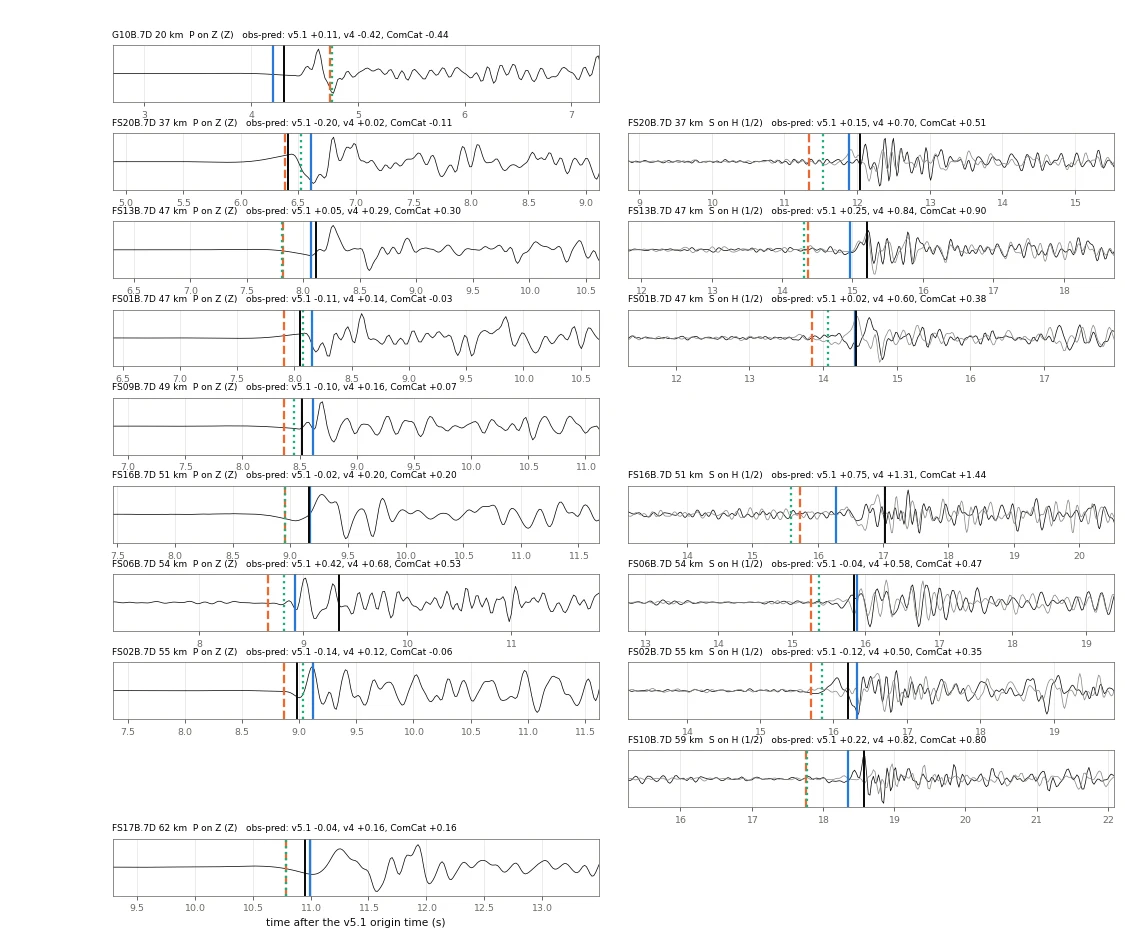 G10B.7D 20 km P on Z (Z) obs-pred: v5.1 +0.11, v4 -0.42, ComCat -0.44
3 4 5 6 7
FS20B.7D 37 km P on Z (Z) obs-pred: v5.1 -0.20, v4 +0.02, ComCat -0.11
5.0 5.5 6.0 6.5 7.0 7.5 8.0 8.5 9.0
FS20B.7D 37 km S on H (1/2) obs-pred: v5.1 +0.15, v4 +0.70, ComCat +0.51
9 10 11 12 13 14 15
FS13B.7D 47 km P on Z (Z) obs-pred: v5.1 +0.05, v4 +0.29, ComCat +0.30
6.5 7.0 7.5 8.0 8.5 9.0 9.5 10.0 10.5
FS13B.7D 47 km S on H (1/2) obs-pred: v5.1 +0.25, v4 +0.84, ComCat +0.90
12 13 14 15 16 17 18
FS01B.7D 47 km P on Z (Z) obs-pred: v5.1 -0.11, v4 +0.14, ComCat -0.03
6.5 7.0 7.5 8.0 8.5 9.0 9.5 10.0 10.5
FS01B.7D 47 km S on H (1/2) obs-pred: v5.1 +0.02, v4 +0.60, ComCat +0.38
12 13 14 15 16 17
FS09B.7D 49 km P on Z (Z) obs-pred: v5.1 -0.10, v4 +0.16, ComCat +0.07
7.0 7.5 8.0 8.5 9.0 9.5 10.0 10.5 11.0
FS16B.7D 51 km P on Z (Z) obs-pred: v5.1 -0.02, v4 +0.20, ComCat +0.20
7.5 8.0 8.5 9.0 9.5 10.0 10.5 11.0 11.5
FS16B.7D 51 km S on H (1/2) obs-pred: v5.1 +0.75, v4 +1.31, ComCat +1.44
14 15 16 17 18 19 20
FS06B.7D 54 km P on Z (Z) obs-pred: v5.1 +0.42, v4 +0.68, ComCat +0.53
8 9 10 11
FS06B.7D 54 km S on H (1/2) obs-pred: v5.1 -0.04, v4 +0.58, ComCat +0.47
13 14 15 16 17 18 19
FS02B.7D 55 km P on Z (Z) obs-pred: v5.1 -0.14, v4 +0.12, ComCat -0.06
7.5 8.0 8.5 9.0 9.5 10.0 10.5 11.0 11.5
FS02B.7D 55 km S on H (1/2) obs-pred: v5.1 -0.12, v4 +0.50, ComCat +0.35
14 15 16 17 18 19
FS10B.7D 59 km S on H (1/2) obs-pred: v5.1 +0.22, v4 +0.82, ComCat +0.80
16 17 18 19 20 21 22
FS17B.7D 62 km P on Z (Z) obs-pred: v5.1 -0.04, v4 +0.16, ComCat +0.16
9.5 10.0 10.5 11.0 11.5 12.0 12.5 13.0
time after the v5.1 origin time (s)